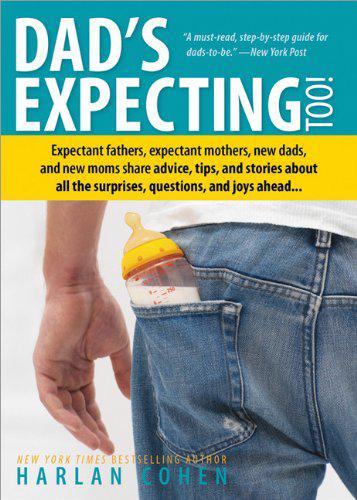 DAD'S
EXPECTING
TOO!
"A must-read, step-by-step guide for
dads-to-be." —New York Post
Expectant fathers, expectant mothers, new dads,
and new moms share advice, tips, and stories about
all the surprises, questions, and joys ahead...
NEW YORK TIMES BESTSELLING AUTHOR
HARLAN COHEN